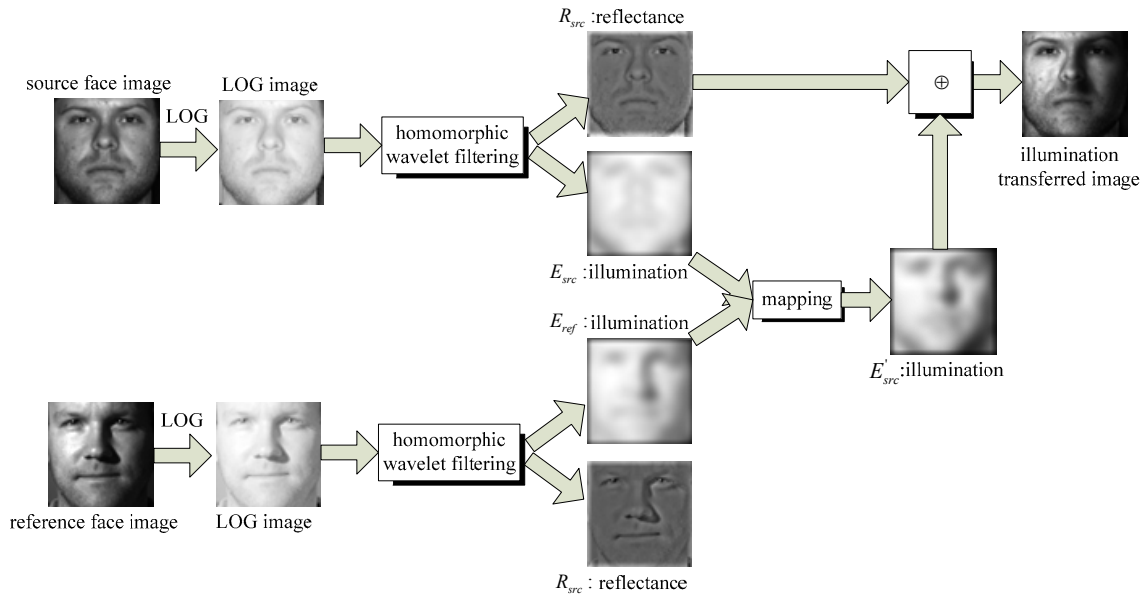 R_src :reflectance
source face image
LOG image
LOG
homomorphic
wavelet filtering
⊕
illumination
transferred image
E_src :illumination
mapping
E_ref :illumination
E'_src :illumination
LOG
homomorphic
wavelet filtering
reference face image
LOG image
R_src : reflectance